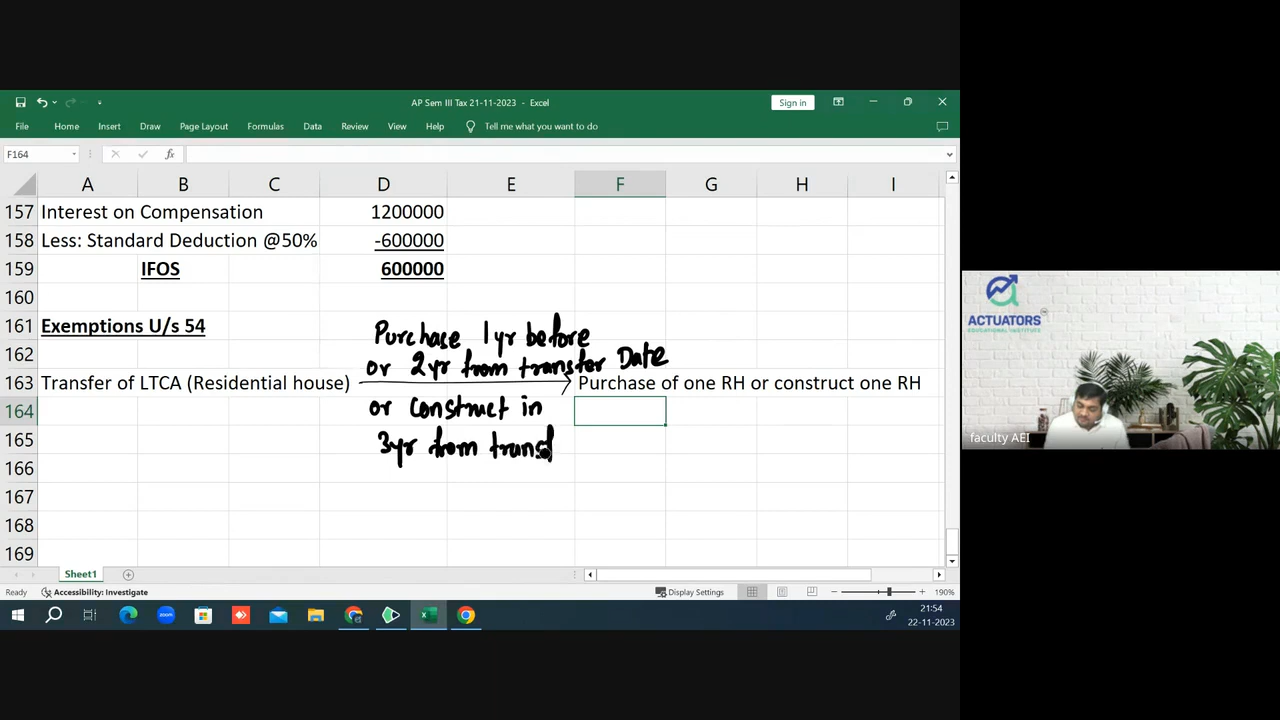 AP Sem III Tax 21-11-2023 - Excel
Sign in
File Home Insert Draw Page Layout Formulas Data Review View Help Tell me what you want to do
F164 fx
A B C D E F G H I
157 Interest on Compensation 1200000
158 Less: Standard Deduction @50% -600000
159 IFOS 600000
160
161 Exemptions U/s 54
Purchase 1yr before
162
or 2yr from transfer Date
163 Transfer of LTCA (Residential house) Purchase of one RH or construct one RH
164 or construct in
165 3yr from transf
166
167
168
169
Sheet1
Ready Accessibility: Investigate Display Settings 190%
21:54
22-11-2023
ACTUATORS
EDUCATIONAL INSTITUTE
faculty AEI